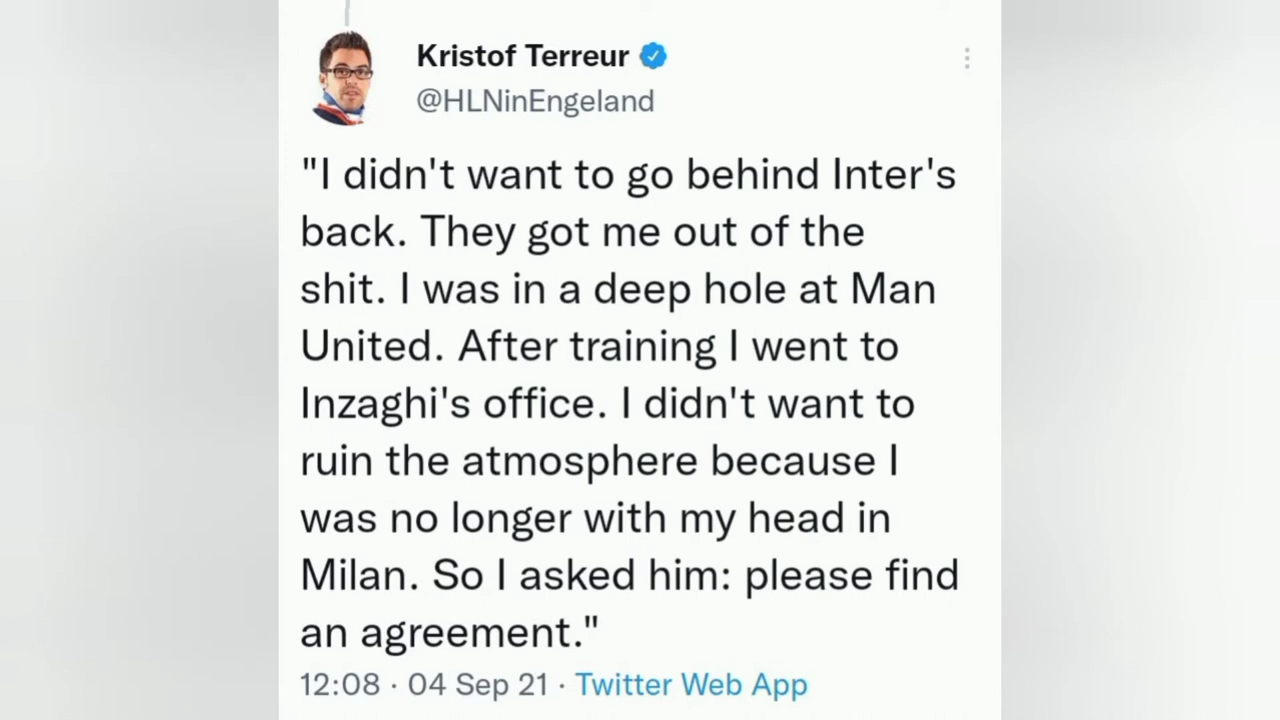 Kristof Terreur
@HLNinEngeland
"I didn't want to go behind Inter's
back. They got me out of the
shit. I was in a deep hole at Man
United. After training I went to
Inzaghi's office. I didn't want to
ruin the atmosphere because I
was no longer with my head in
Milan. So I asked him: please find
an agreement."
12:08 · 04 Sep 21 · Twitter Web App